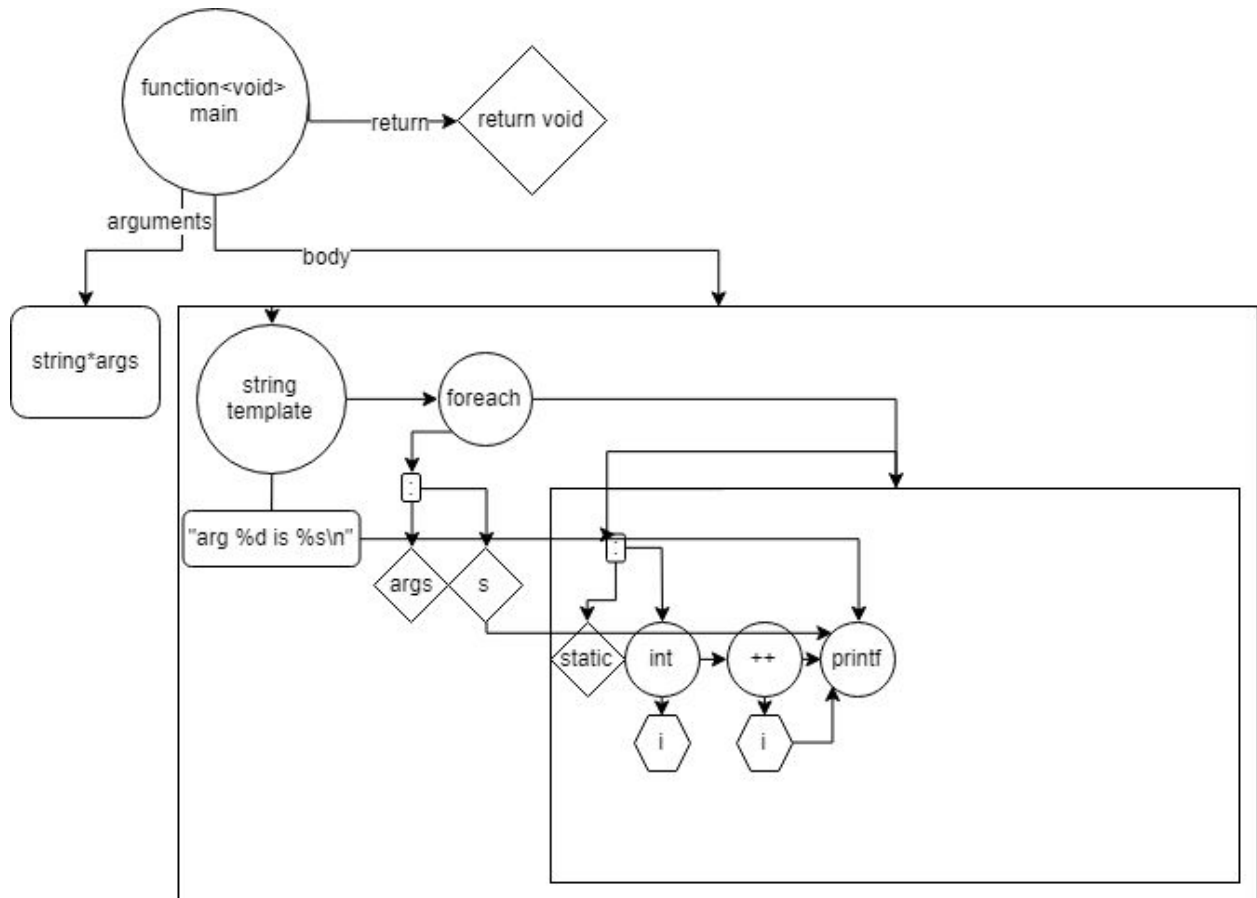 function<void>
main
return
return void
arguments
body
string*args
string
template
foreach
:
"arg %d is %s\n"
:
args
s
static
int
++
printf
i
i